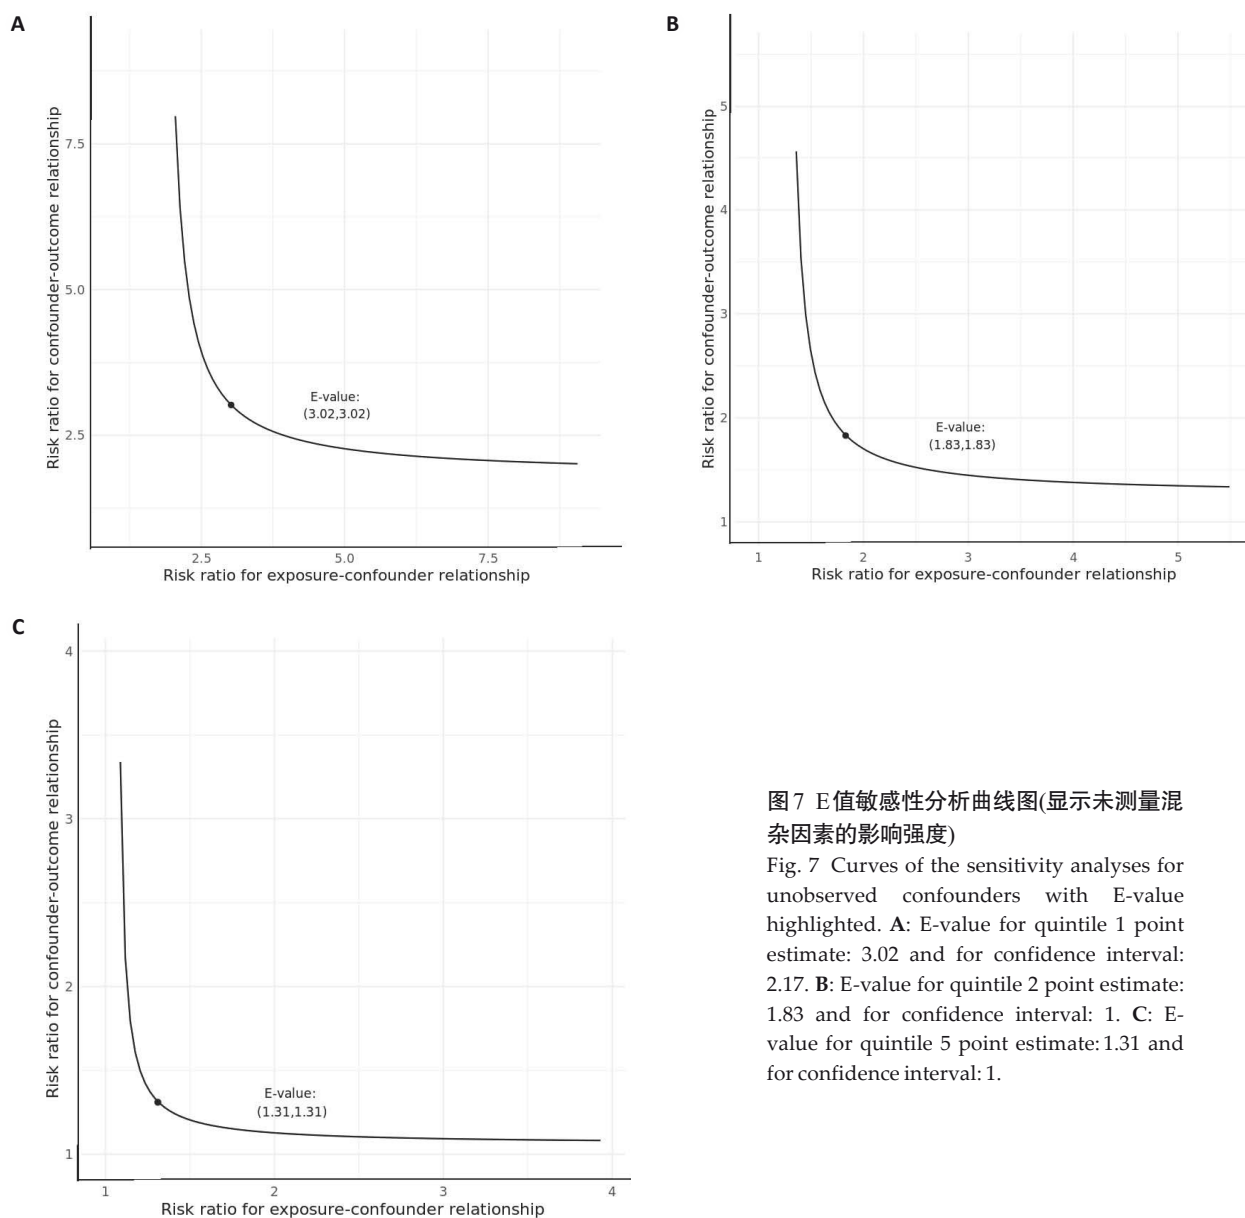 A
Risk ratio for confounder-outcome relationship
7.5
5.0
2.5
E-value:
(3.02,3.02)
2.5 5.0 7.5
Risk ratio for exposure-confounder relationship
B
Risk ratio for confounder-outcome relationship
5
4
3
2
1
E-value:
(1.83,1.83)
1 2 3 4 5
Risk ratio for exposure-confounder relationship
C
Risk ratio for confounder-outcome relationship
4
3
2
1
E-value:
(1.31,1.31)
1 2 3 4
Risk ratio for exposure-confounder relationship
图7 E值敏感性分析曲线图(显示未测量混
杂因素的影响强度)
Fig. 7 Curves of the sensitivity analyses for
unobserved confounders with E-value
highlighted. A: E-value for quintile 1 point
estimate: 3.02 and for confidence interval:
2.17. B: E-value for quintile 2 point estimate:
1.83 and for confidence interval: 1. C: E-
value for quintile 5 point estimate: 1.31 and
for confidence interval: 1.